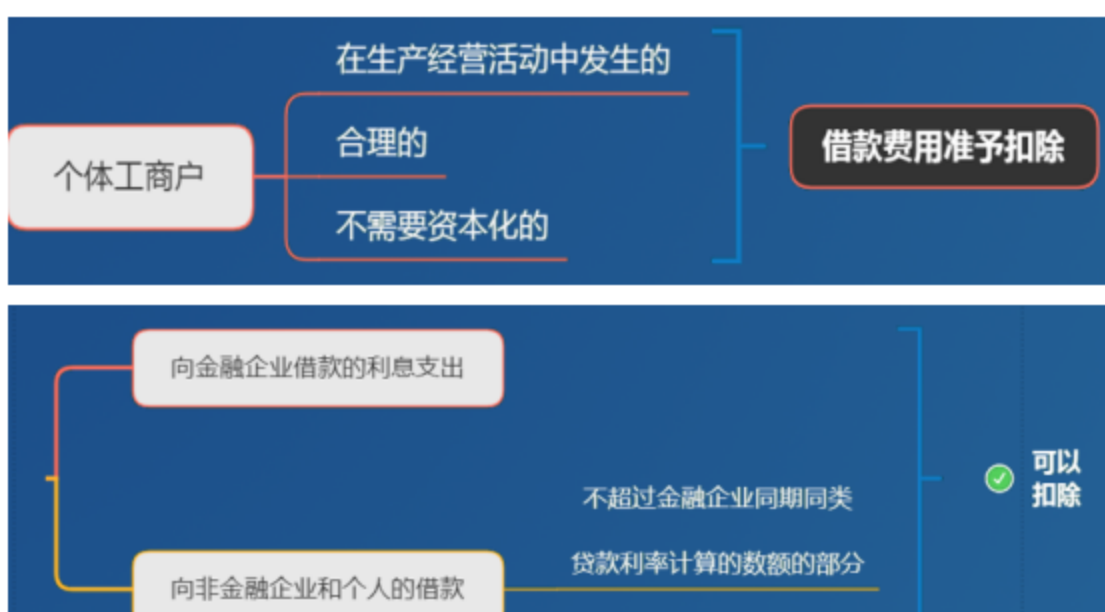 在生产经营活动中发生的
合理的
个体工商户
不需要资本化的
借款费用准予扣除
向金融企业借款的利息支出
不超过金融企业同期同类
贷款利率计算的数额的部分
向非金融企业和个人的借款
可以
扣除